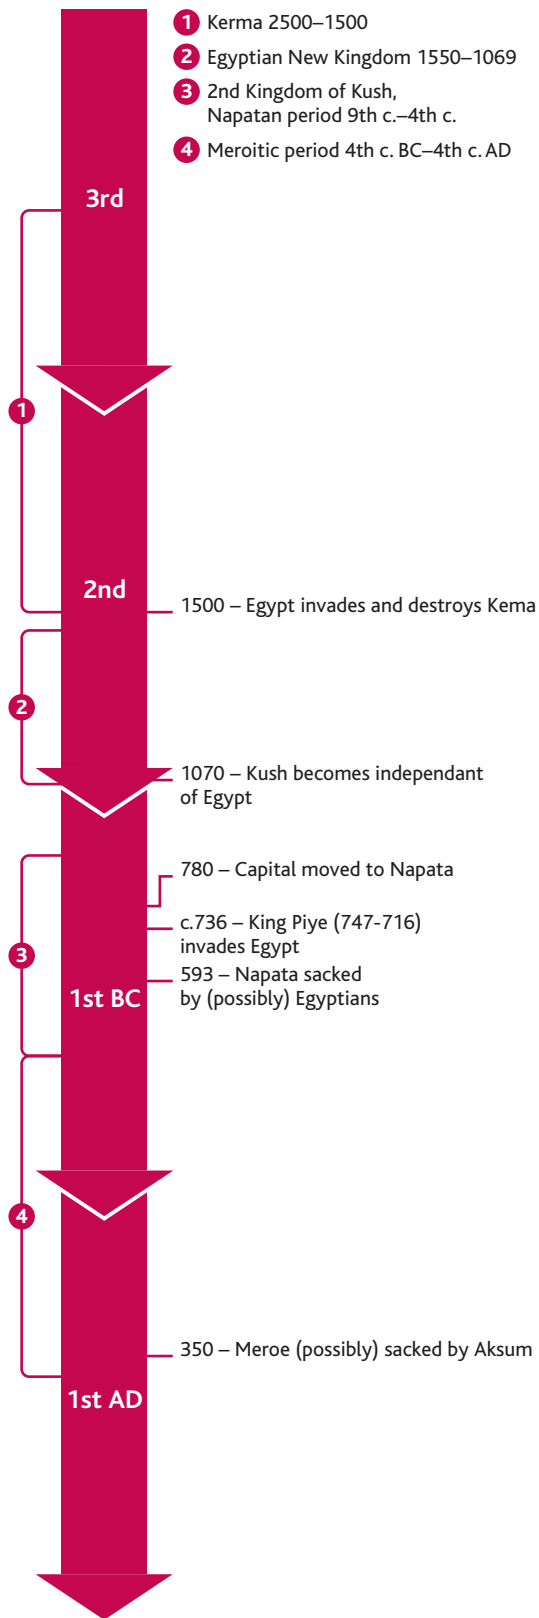 1 Kerma 2500–1500
2 Egyptian New Kingdom 1550–1069
3 2nd Kingdom of Kush,
Napatan period 9th c.–4th c.
4 Meroitic period 4th c. BC–4th c. AD
3rd
1
2nd
1500 – Egypt invades and destroys Kema
2
1070 – Kush becomes independant
of Egypt
780 – Capital moved to Napata
c.736 – King Piye (747-716)
invades Egypt
3
593 – Napata sacked
by (possibly) Egyptians
1st BC
4
350 – Meroe (possibly) sacked by Aksum
1st AD